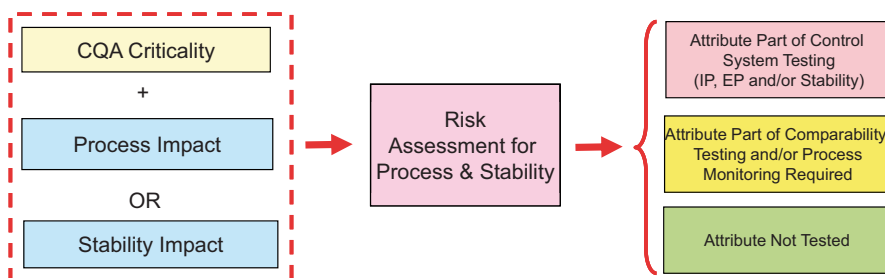 CQA Criticality
+
Process Impact
OR
Stability Impact
Risk
Assessment for
Process & Stability
Attribute Part of Control
System Testing
(IP, EP and/or Stability)
Attribute Part of Comparability
Testing and/or Process
Monitoring Required
Attribute Not Tested